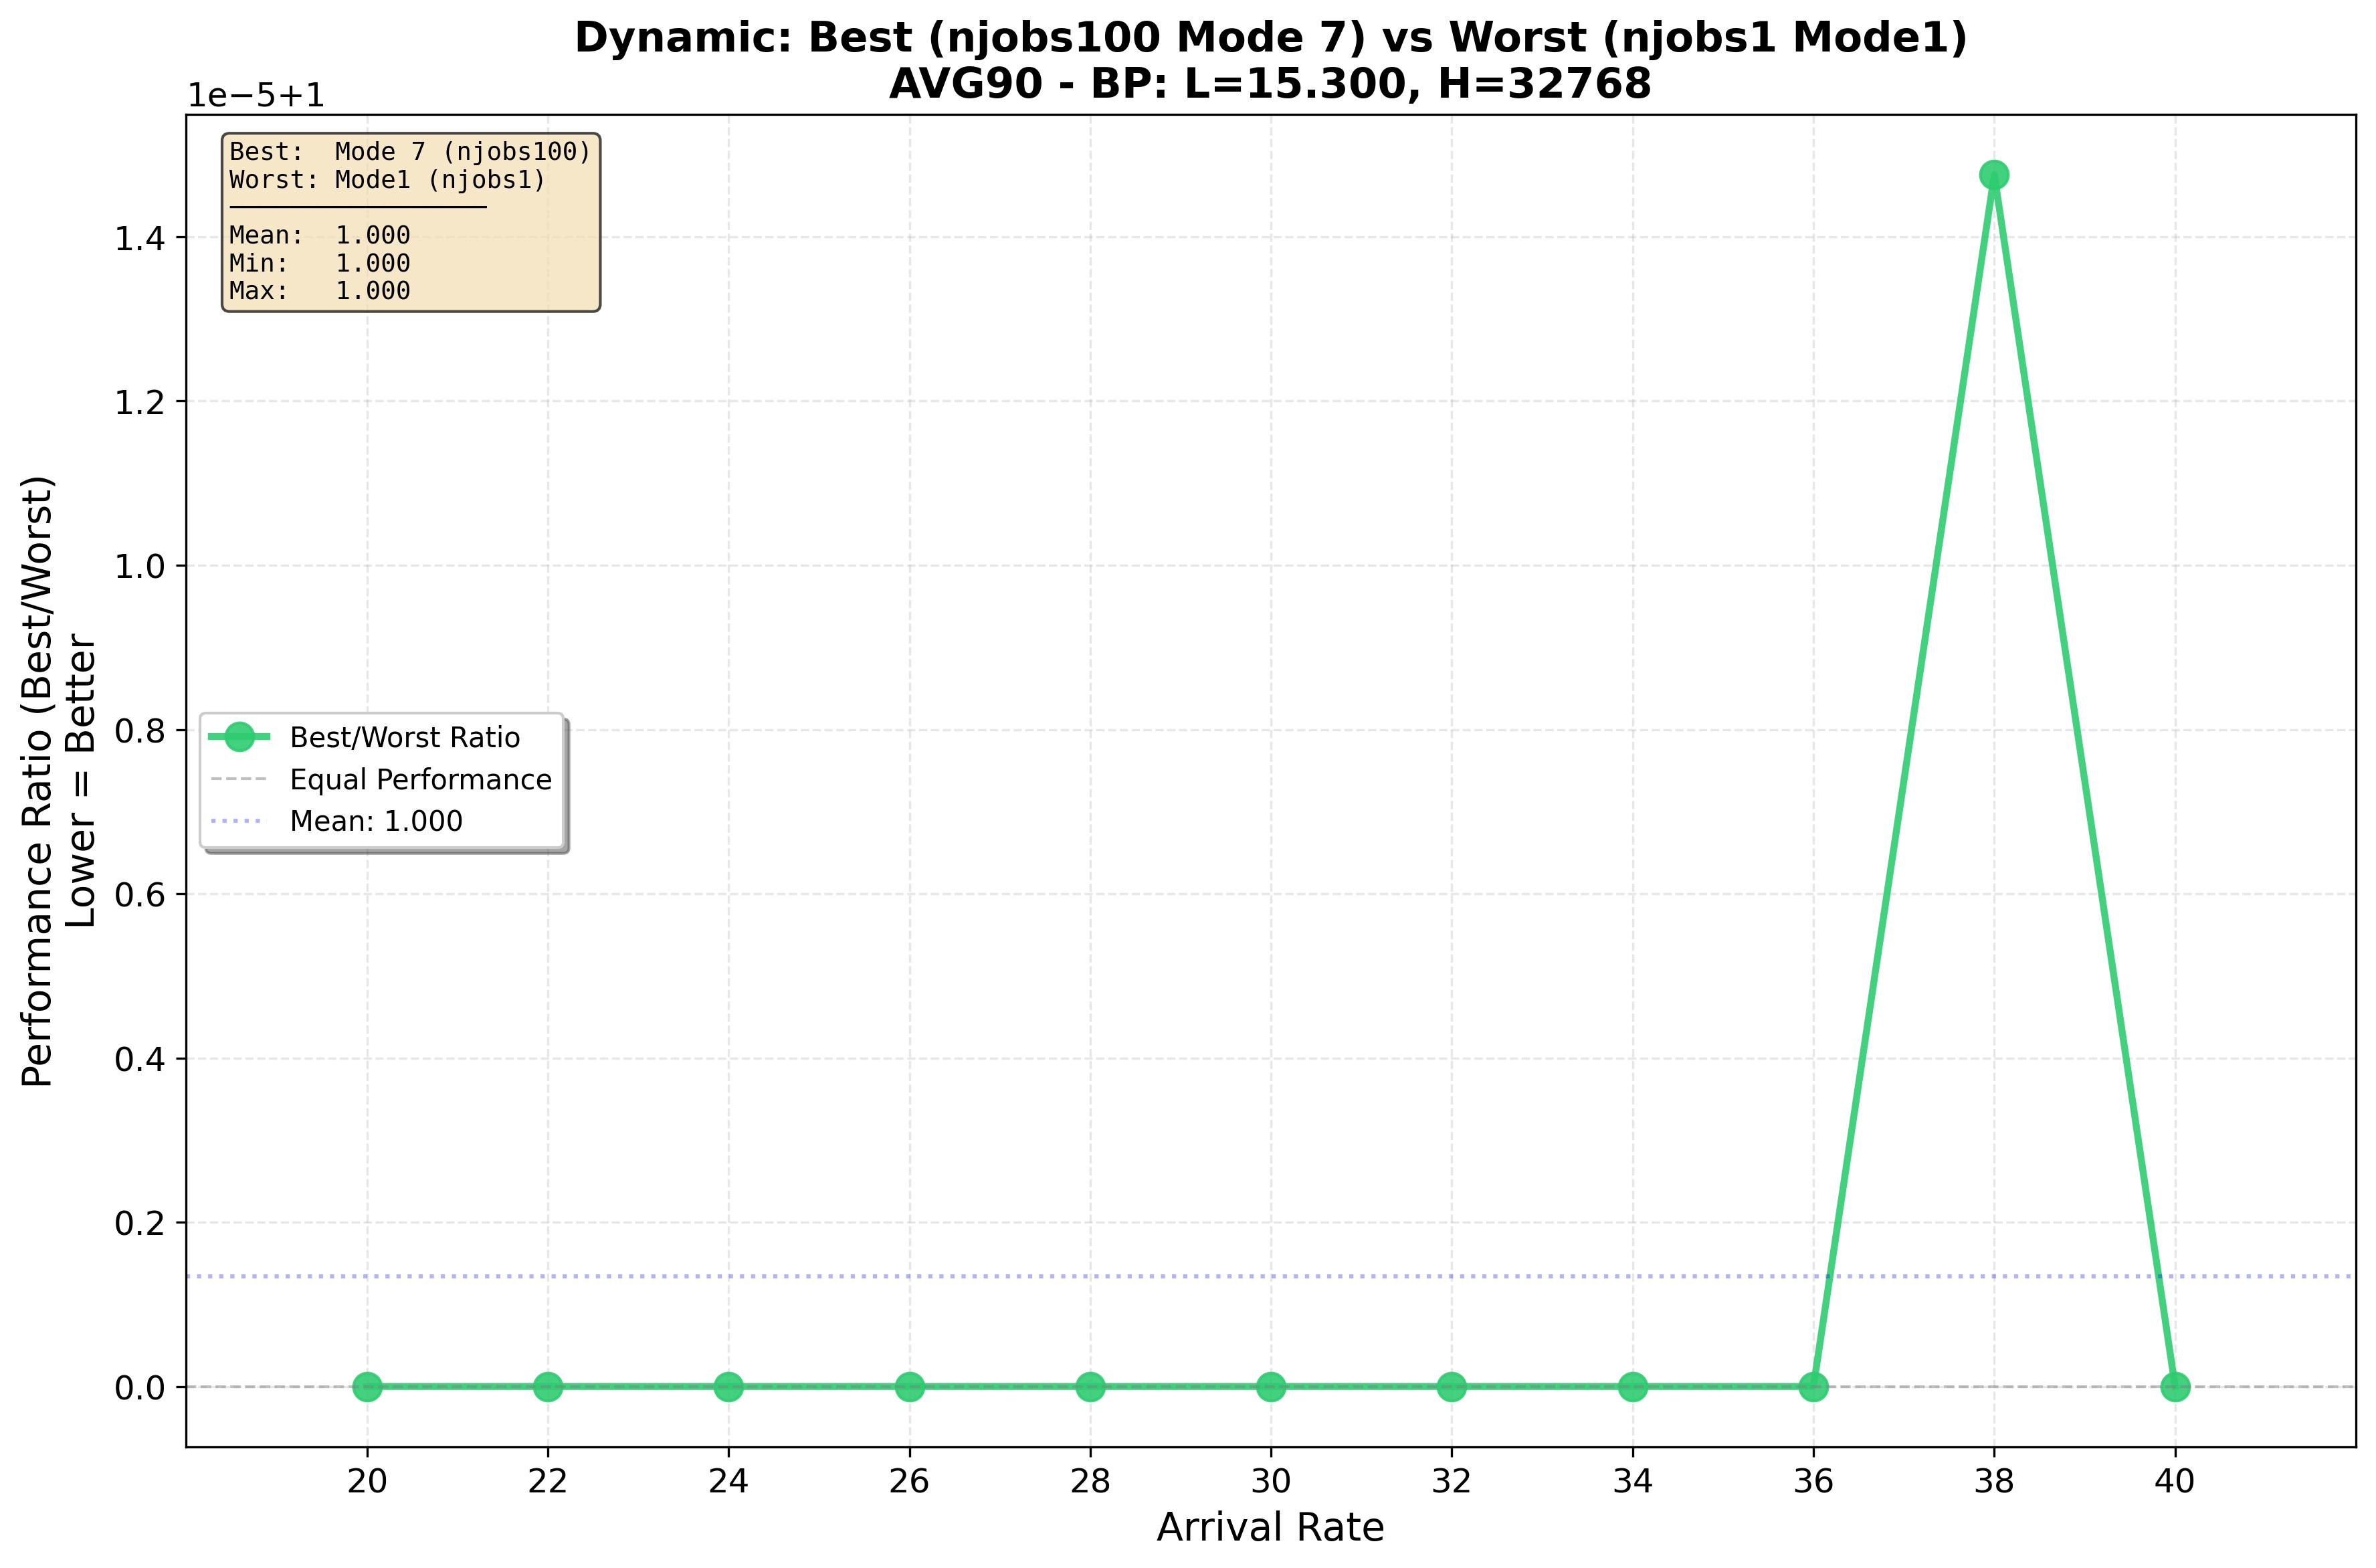 Dynamic: Best (njobs100 Mode 7) vs Worst (njobs1 Mode1)
AVG90 - BP: L=15.300, H=32768
1e−5+1
Best:  Mode 7 (njobs100)
Worst: Mode1 (njobs1)
Mean:  1.000
Min:   1.000
Max:   1.000
1.4
1.2
1.0
0.8
0.6
0.4
0.2
0.0
Performance Ratio (Best/Worst)
Lower = Better
Best/Worst Ratio
Equal Performance
Mean: 1.000
20 22 24 26 28 30 32 34 36 38 40
Arrival Rate